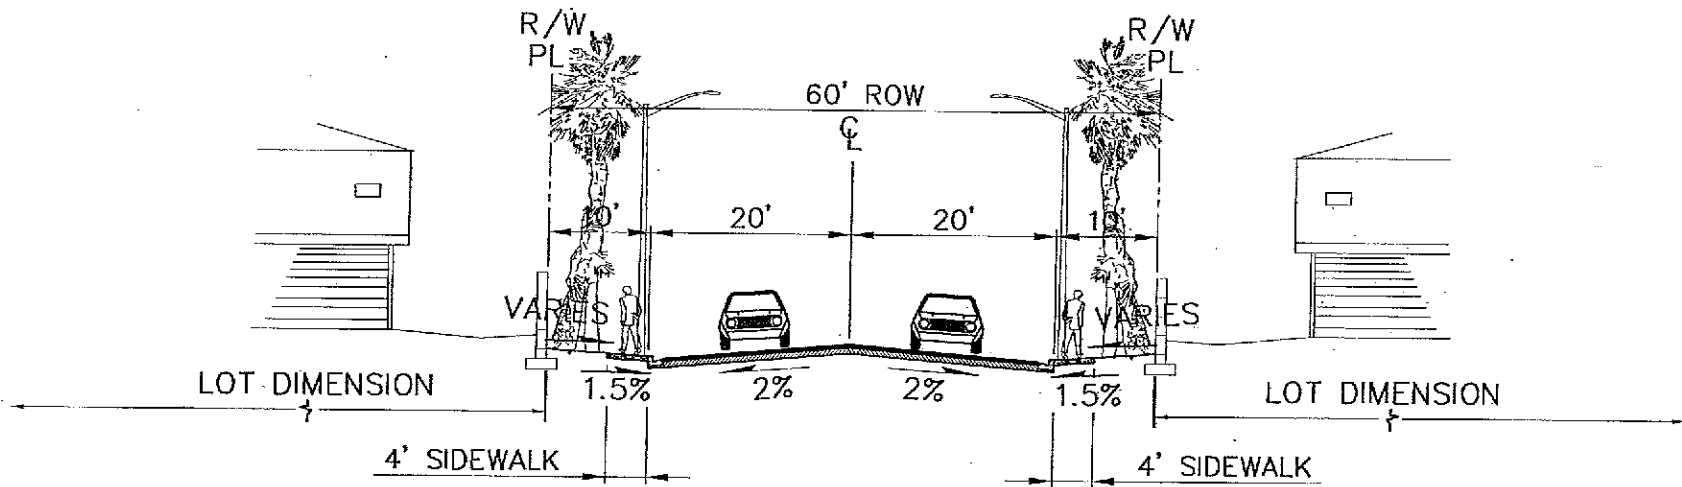 R/W R/W
PL PL
60' ROW
℄
10' 20' 20' 10'
VARIES VARIES
LOT DIMENSION 1.5% 2% 2% 1.5% LOT DIMENSION
4' SIDEWALK 4' SIDEWALK